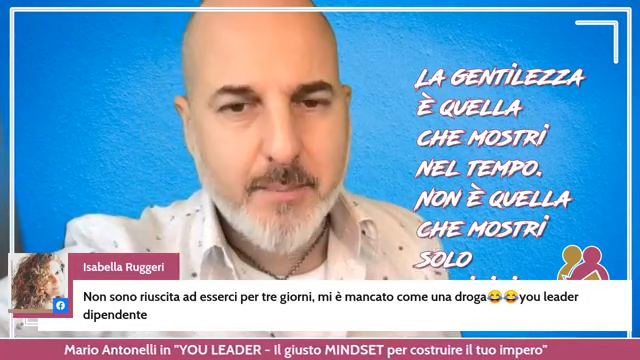 LA GENTILEZZA
È QUELLA
CHE MOSTRI
NEL TEMPO.
NON È QUELLA
CHE MOSTRI
SOLO
Isabella Ruggeri
Non sono riuscita ad esserci per tre giorni, mi è mancato come una droga😂😂you leader
dipendente
Mario Antonelli in "YOU LEADER - Il giusto MINDSET per costruire il tuo impero"